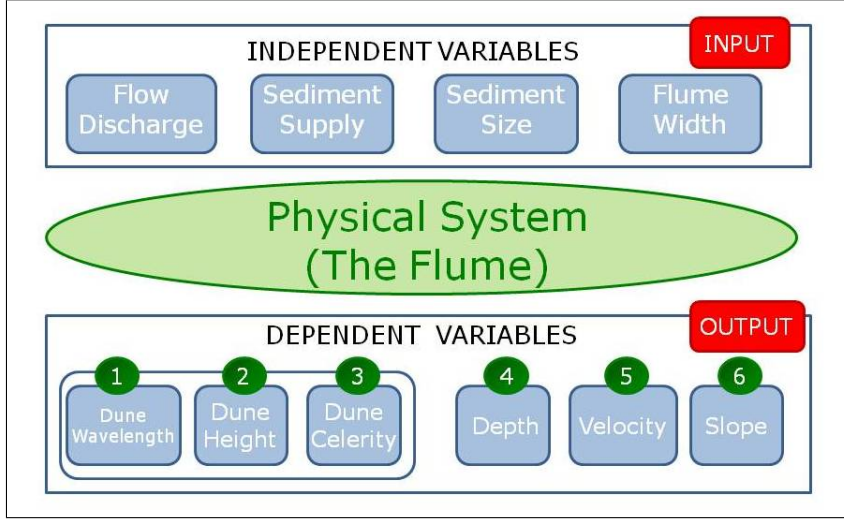 INPUT
INDEPENDENT VARIABLES
Flow
Discharge
Sediment
Supply
Sediment
Size
Flume
Width
Physical System
(The Flume)
OUTPUT
DEPENDENT VARIABLES
1
Dune
Wavelength
2
Dune
Height
3
Dune
Celerity
4
Depth
5
Velocity
6
Slope